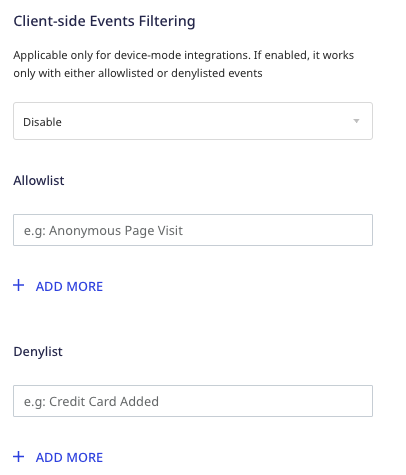 Client-side Events Filtering
Applicable only for device-mode integrations. If enabled, it works
only with either allowlisted or denylisted events
Disable
Allowlist
e.g: Anonymous Page Visit
+ ADD MORE
Denylist
e.g: Credit Card Added
+ ADD MORE